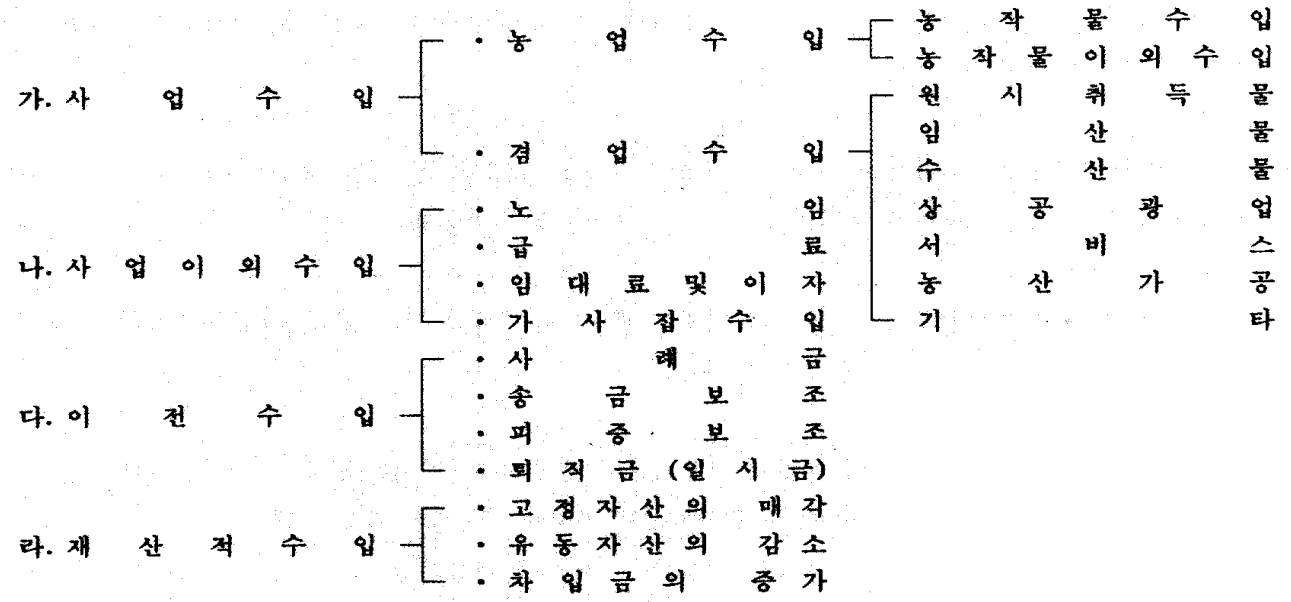 농작물수입
· 농업수입
농작물이외수입
가. 사업수입
원시취득물
임산물
· 겸업수입
수산물
· 노임
상공광업
· 급료
서비스
나. 사업이외수입
· 임대료및이자
농산가공
· 가사잡수입
기타
· 사례금
· 송금보조
다. 이전수입
· 피증보조
· 퇴직금(일시금)
· 고정자산의 매각
라. 재산적수입
· 유동자산의 감소
· 차입금의 증가